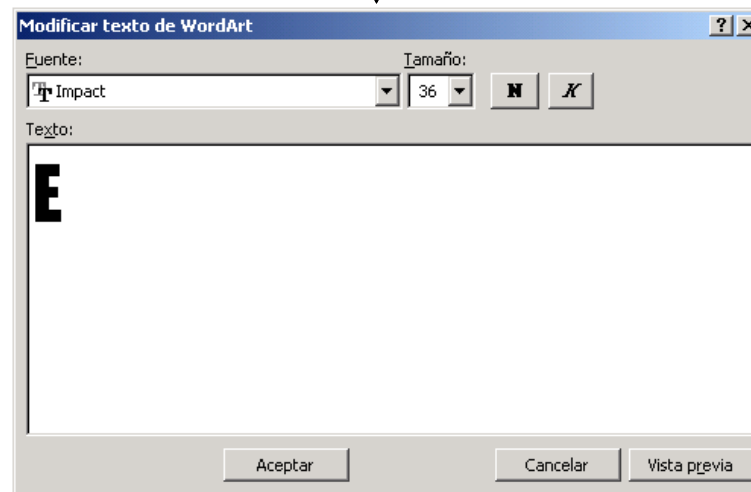 Modificar texto de WordArt
Fuente: Tamaño:
Impact 36 N K
Texto:
E
Aceptar Cancelar Vista previa